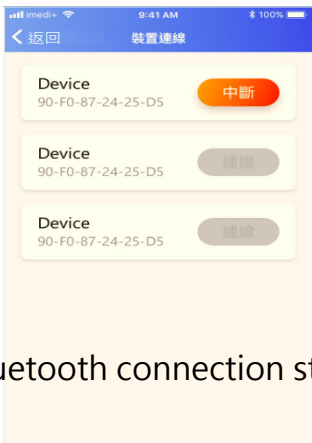 imedi+ 9:41 AM 100%
返回 裝置連線
Device
90-F0-87-24-25-D5
中斷
Device
90-F0-87-24-25-D5
連線
Device
90-F0-87-24-25-D5
連線
uetooth connection st